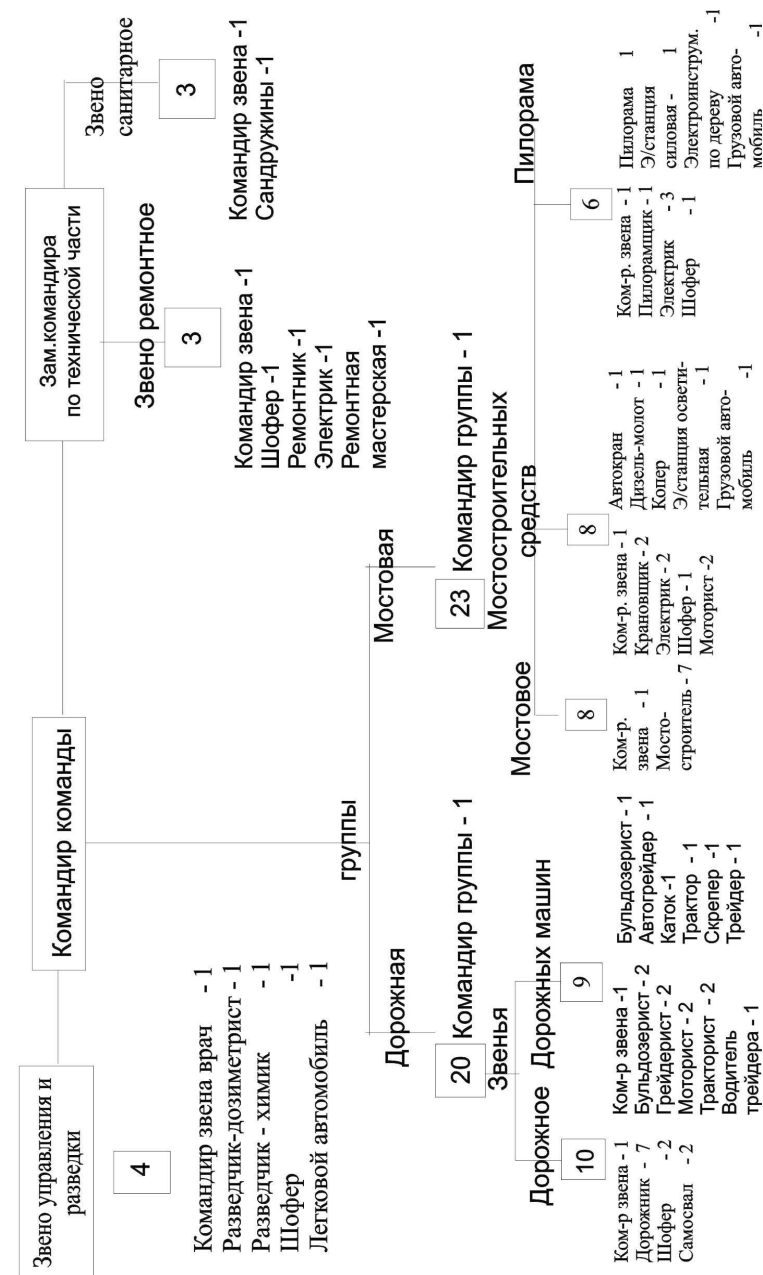 Звено управления и
разведки
4
Командир звена врач - 1
Разведчик-дозиметрист - 1
Разведчик - химик - 1
Шофер -1
Легковой автомобиль - 1
Командир команды
Зам.командира
по технической части
Звено ремонтное
3
Командир звена -1
Шофер -1
Ремонтник -1
Электрик -1
Ремонтная
мастерская -1
Звено
санитарное
3
Командир звена -1
Сандружины -1
группы
Дорожная
20 Командир группы - 1
Звенья
Дорожное
10
Ком-р звена - 1
Дорожник - 7
Шофер - 2
Самосвал - 2
Дорожных машин
9
Ком-р звена -1
Бульдозерист - 2
Грейдерист - 2
Моторист - 2
Тракторист - 2
Водитель
трейдера - 1
Бульдозерист - 1
Автогрейдер - 1
Каток -1
Трактор - 1
Скрепер -1
Трейдер - 1
Мостовая
23 Командир группы - 1
Мостовое
8
Ком-р.
звена - 1
Мосто-
строитель - 7
Мостостроительных
средств
8
Ком-р. звена - 1
Крановщик - 2
Электрик - 2
Шофер - 1
Моторист -2
Автокран - 1
Дизель-молот - 1
Копер - 1
Э/станция освети-
тельная - 1
Грузовой авто-
мобиль -1
Пилорама
6
Ком-р. звена - 1
Пилорамщик - 1
Электрик - 3
Шофер - 1
Пилорама 1
Э/станция
силовая - 1
Электроинструм.
по дереву -1
Грузовой авто-
мобиль -1